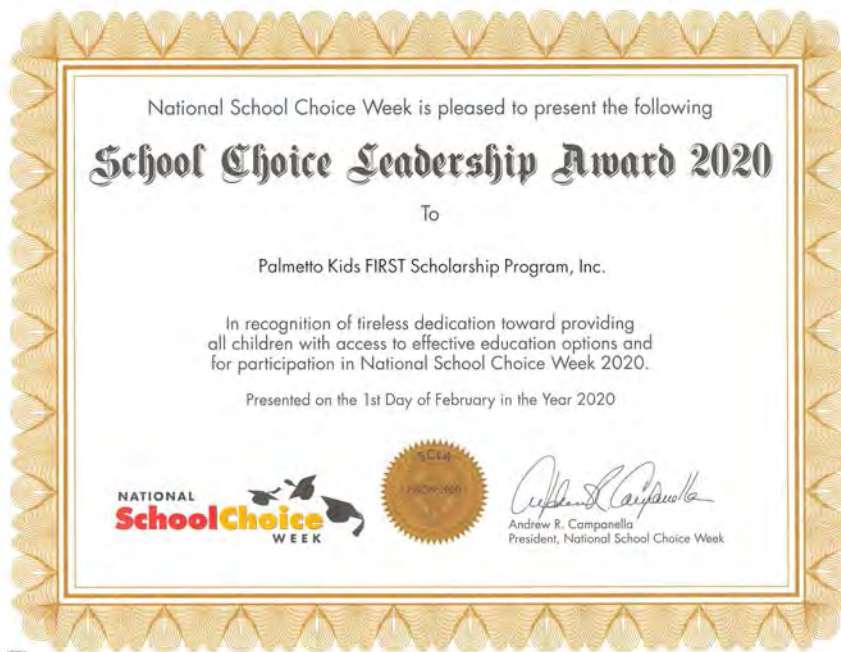 National School Choice Week is pleased to present the following
School Choice Leadership Award 2020
To
Palmetto Kids FIRST Scholarship Program, Inc.
In recognition of tireless dedication toward providing
all children with access to effective education options and
for participation in National School Choice Week 2020.
Presented on the 1st Day of February in the Year 2020
NATIONAL
SchoolChoice
WEEK
Andrew R. Campanella
President, National School Choice Week